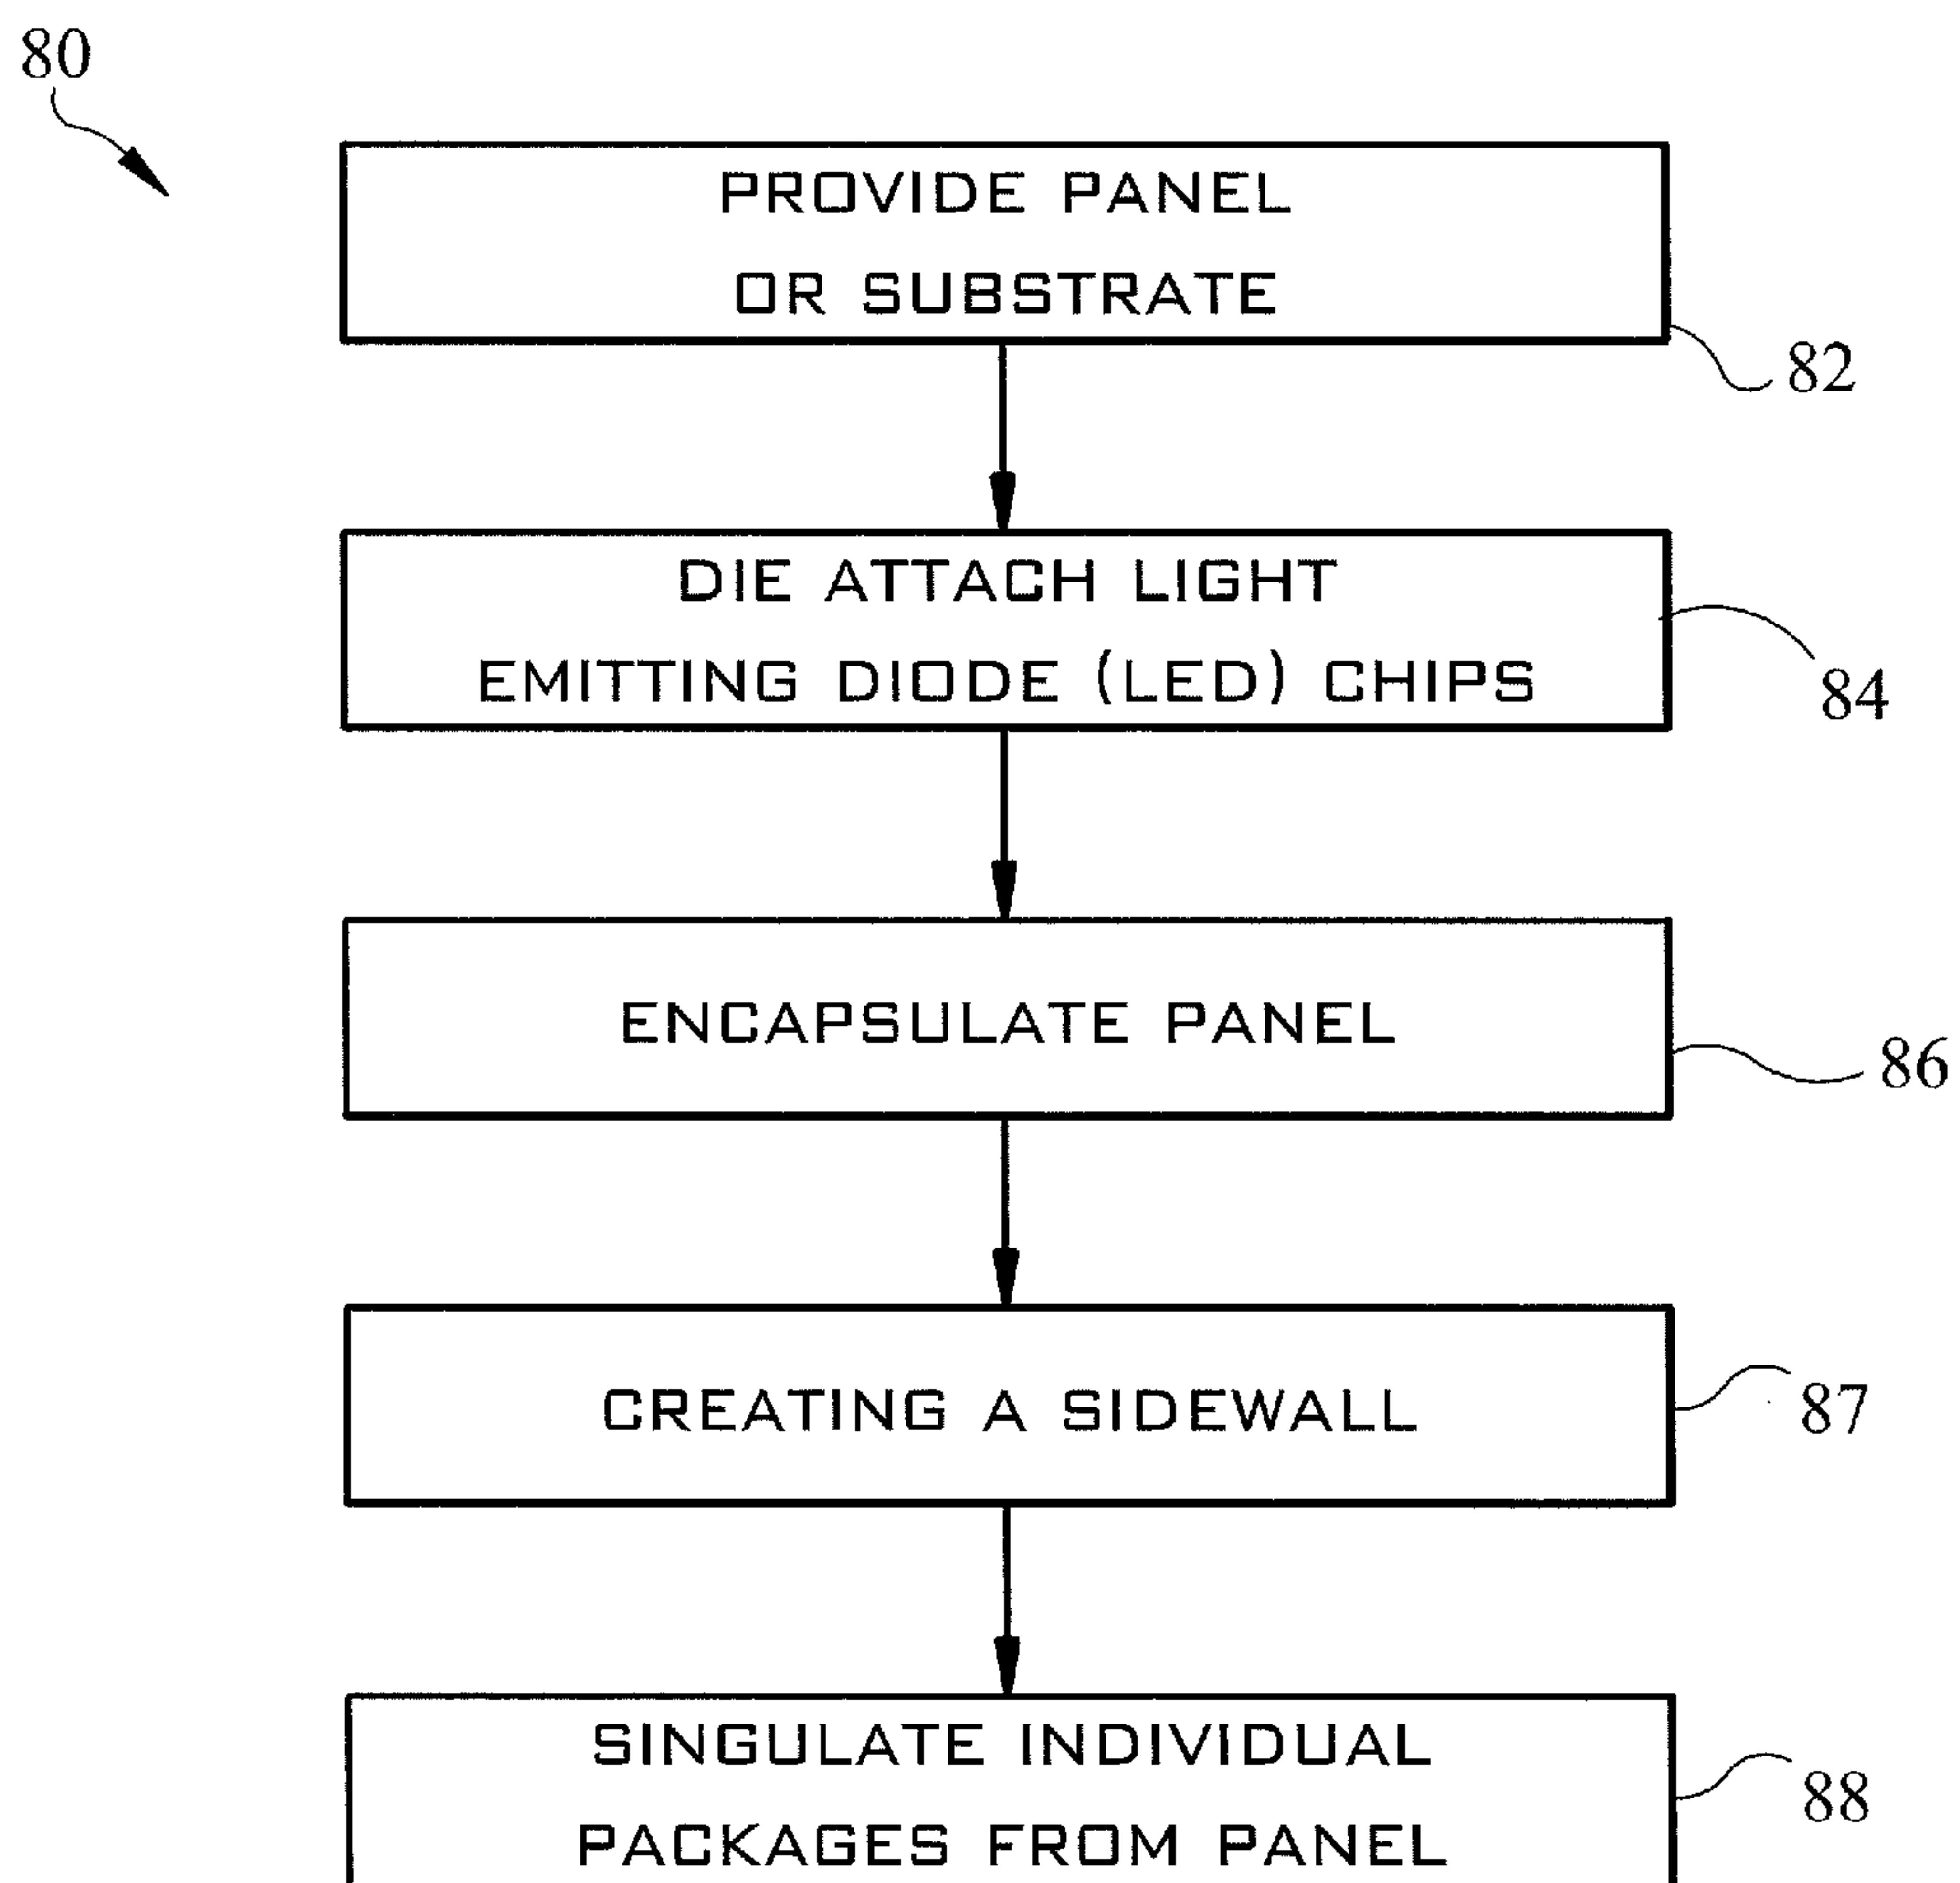 80
PROVIDE PANEL
OR SUBSTRATE
82
DIE ATTACH LIGHT
EMITTING DIODE (LED) CHIPS
84
ENCAPSULATE PANEL
86
CREATING A SIDEWALL
87
SINGULATE INDIVIDUAL
PACKAGES FROM PANEL
88